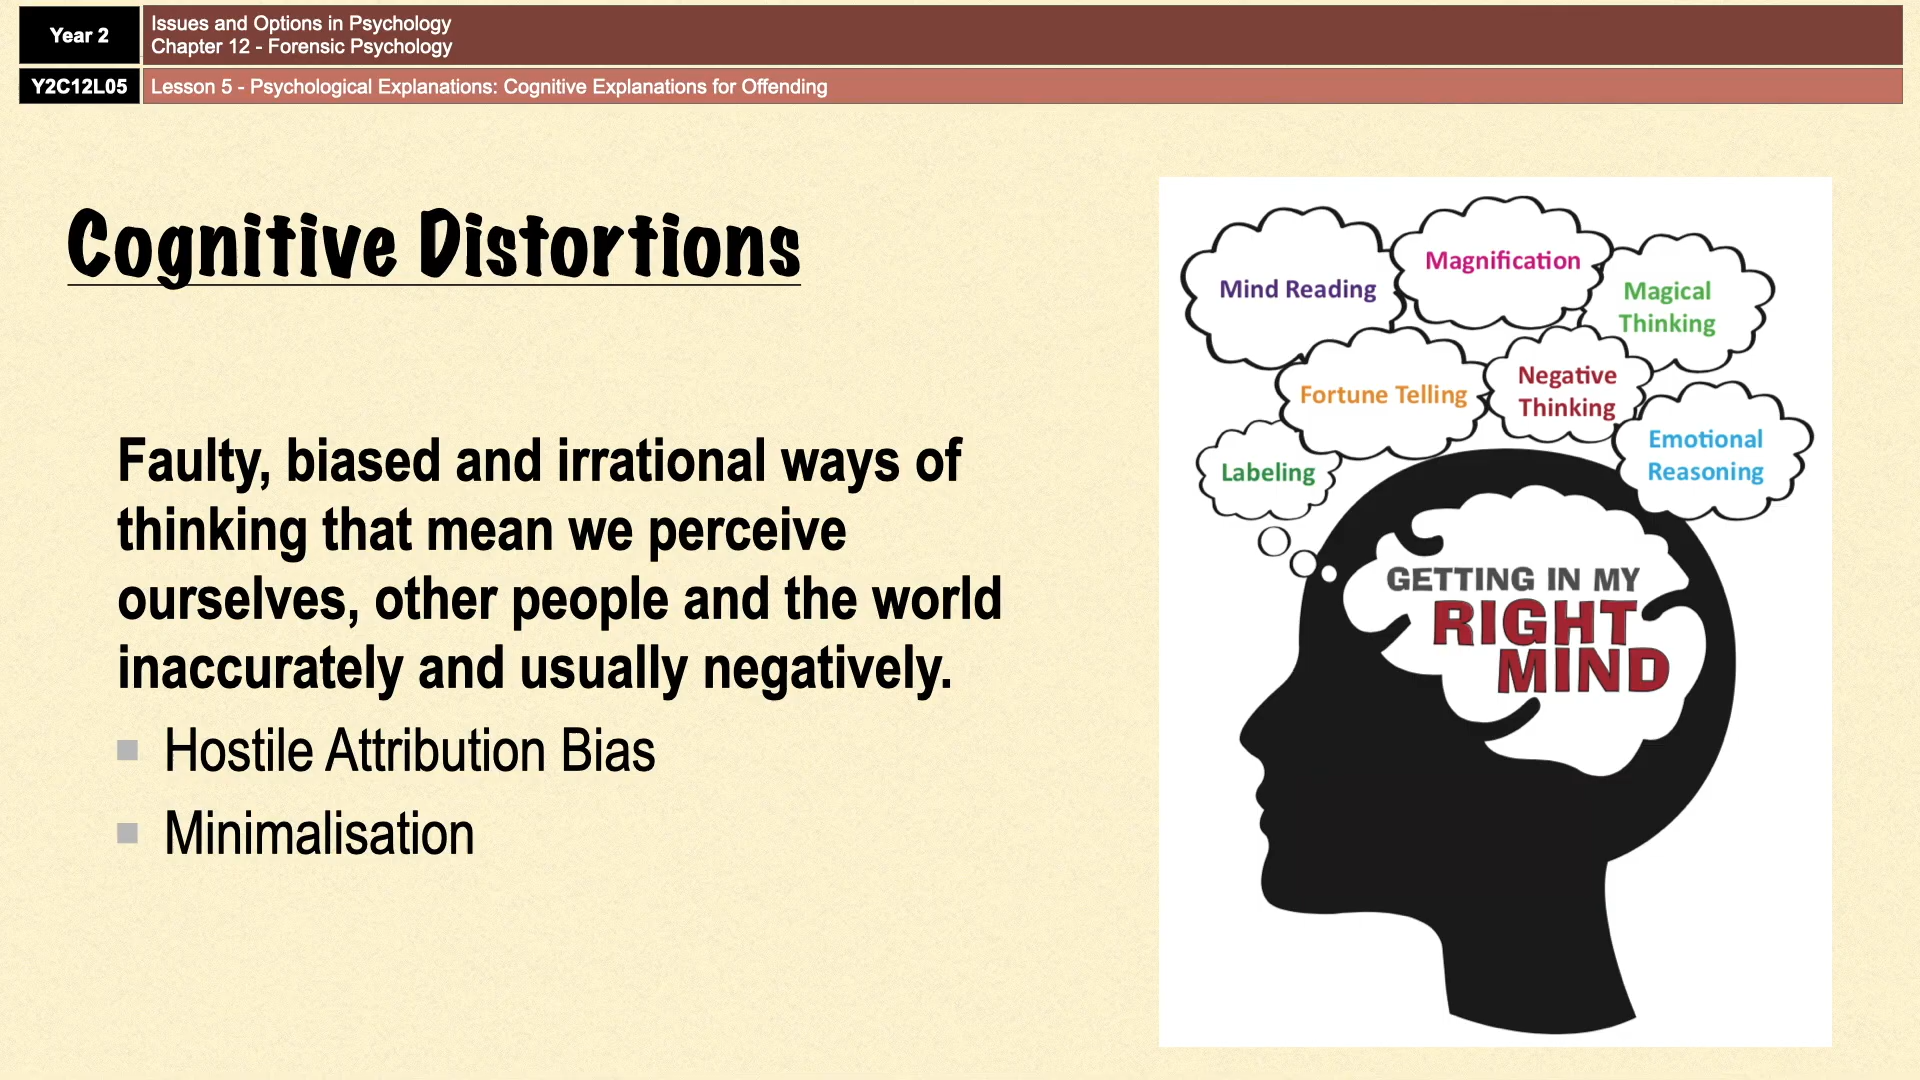 Year 2
Issues and Options in Psychology
Chapter 12 - Forensic Psychology
Y2C12L05
Lesson 5 - Psychological Explanations: Cognitive Explanations for Offending
Cognitive Distortions
Faulty, biased and irrational ways of
thinking that mean we perceive
ourselves, other people and the world
inaccurately and usually negatively.
Hostile Attribution Bias
Minimalisation
Mind Reading
Magnification
Magical
Thinking
Fortune Telling
Negative
Thinking
Emotional
Reasoning
Labeling
GETTING IN MY
RIGHT
MIND